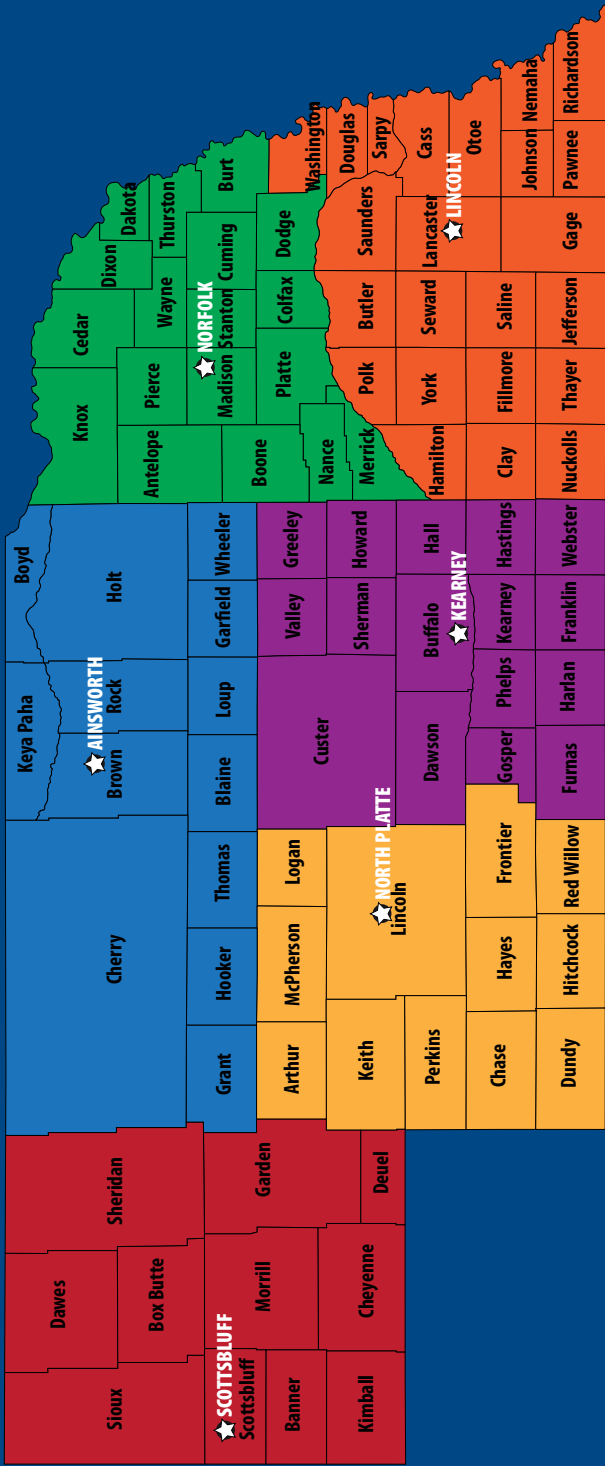 Sioux
Dawes
Box Butte
Sheridan
SCOTTSBLUFF
Scottsbluff
Banner
Kimball
Morrill
Cheyenne
Garden
Deuel
Cherry
Keya Paha
Boyd
AINSWORTH
Brown
Rock
Holt
Grant
Hooker
Thomas
Blaine
Loup
Garfield
Wheeler
Arthur
McPherson
Logan
Keith
NORTH PLATTE
Lincoln
Perkins
Chase
Hayes
Frontier
Dundy
Hitchcock
Red Willow
Custer
Valley
Greeley
Sherman
Howard
Dawson
Buffalo
Hall
KEARNEY
Gosper
Phelps
Kearney
Hastings
Furnas
Harlan
Franklin
Webster
Knox
Cedar
Dixon
Dakota
Antelope
Pierce
Wayne
Thurston
NORFOLK
Madison
Stanton
Cuming
Burt
Boone
Platte
Colfax
Dodge
Nance
Merrick
Washington
Douglas
Sarpy
Polk
Butler
Saunders
Cass
Hamilton
York
Seward
Lancaster
LINCOLN
Otoe
Clay
Fillmore
Saline
Gage
Johnson
Nemaha
Nuckolls
Thayer
Jefferson
Pawnee
Richardson